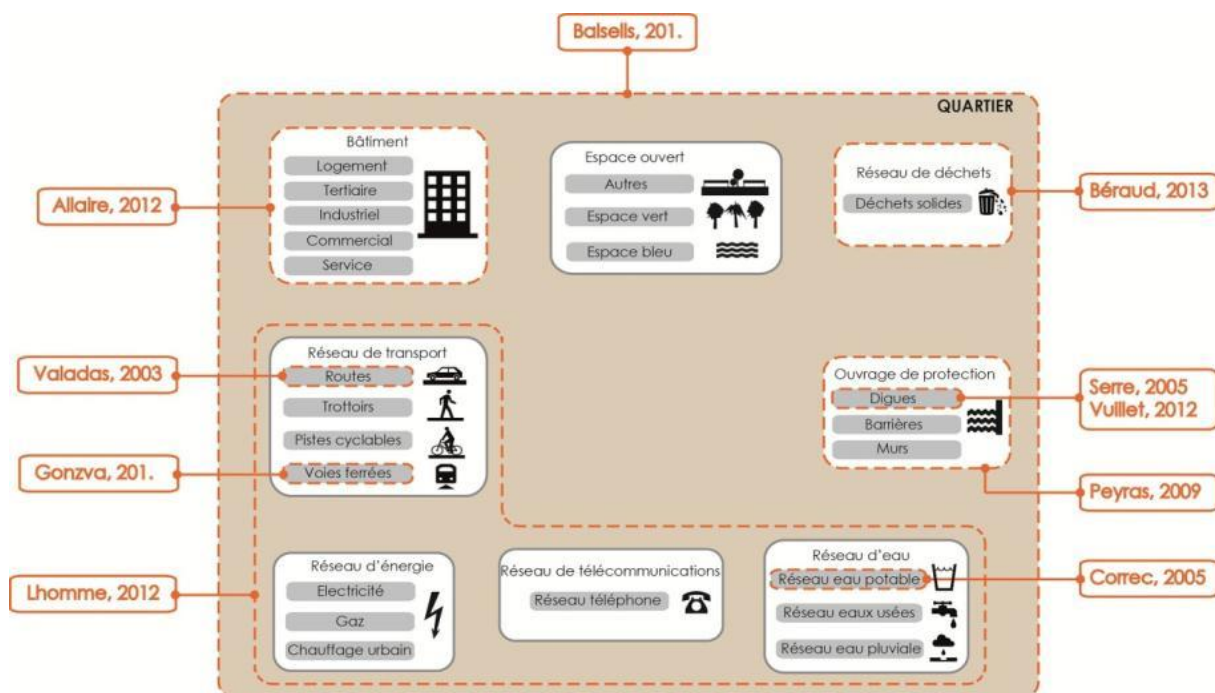 Balsells, 201.
QUARTIER
Bâtiment
Logement
Tertiaire
Industriel
Commercial
Service
Espace ouvert
Autres
Espace vert
Espace bleu
Réseau de déchets
Déchets solides
Allaire, 2012
Béraud, 2013
Réseau de transport
Routes
Trottoirs
Pistes cyclables
Voies ferrées
Valadas, 2003
Gonzva, 201.
Ouvrage de protection
Digues
Barrières
Murs
Serre, 2005
Vuillet, 2012
Peyras, 2009
Réseau d'énergie
Electricité
Gaz
Chauffage urbain
Réseau de télécommunications
Réseau téléphone
Réseau d'eau
Réseau eau potable
Réseau eaux usées
Réseau eau pluviale
Lhomme, 2012
Correc, 2005